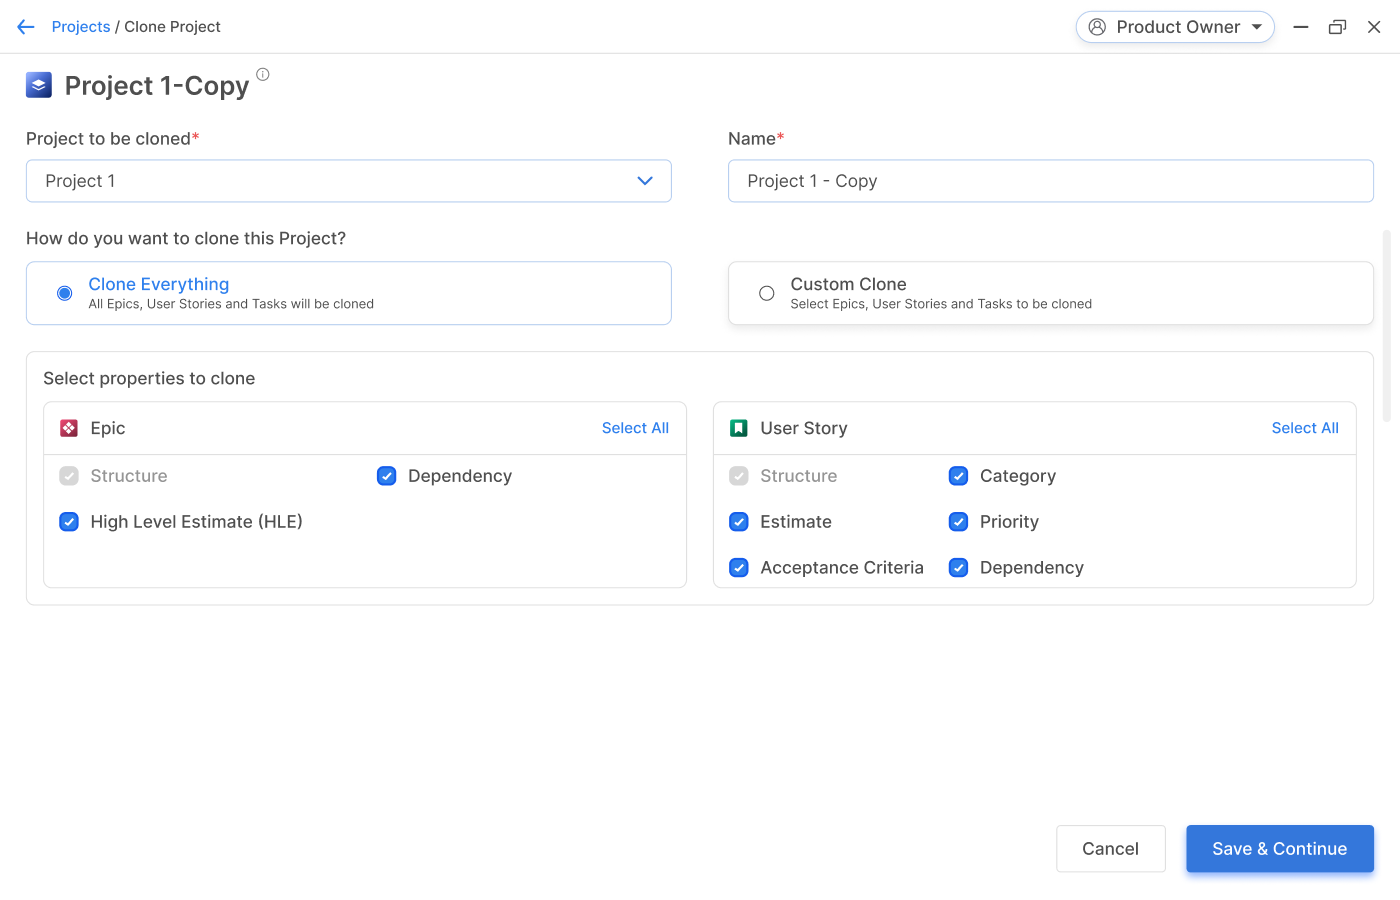 Projects / Clone Project
Product Owner
Project 1-Copy
Project to be cloned*
Name*
Project 1
Project 1 - Copy
How do you want to clone this Project?
Clone Everything
All Epics, User Stories and Tasks will be cloned
Custom Clone
Select Epics, User Stories and Tasks to be cloned
Select properties to clone
Epic
Select All
Structure
Dependency
High Level Estimate (HLE)
User Story
Select All
Structure
Category
Estimate
Priority
Acceptance Criteria
Dependency
Cancel
Save & Continue